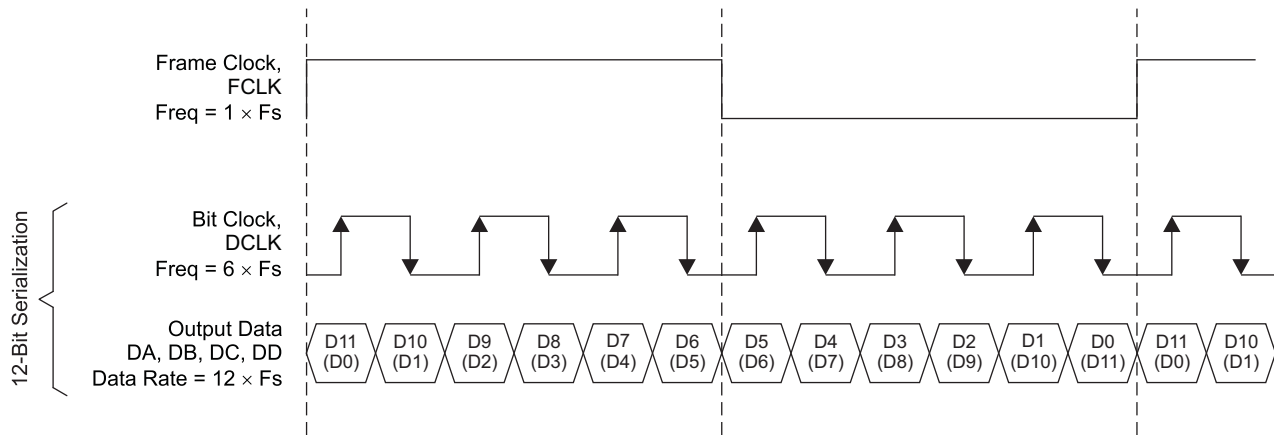 Frame Clock,
FCLK
Freq = 1 × Fs
12-Bit Serialization
Bit Clock,
DCLK
Freq = 6 × Fs
Output Data
DA, DB, DC, DD
Data Rate = 12 × Fs
D11 D10 D9 D8 D7 D6 D5 D4 D3 D2 D1 D0 D11 D10
(D0) (D1) (D2) (D3) (D4) (D5) (D6) (D7) (D8) (D9) (D10) (D11) (D0) (D1)